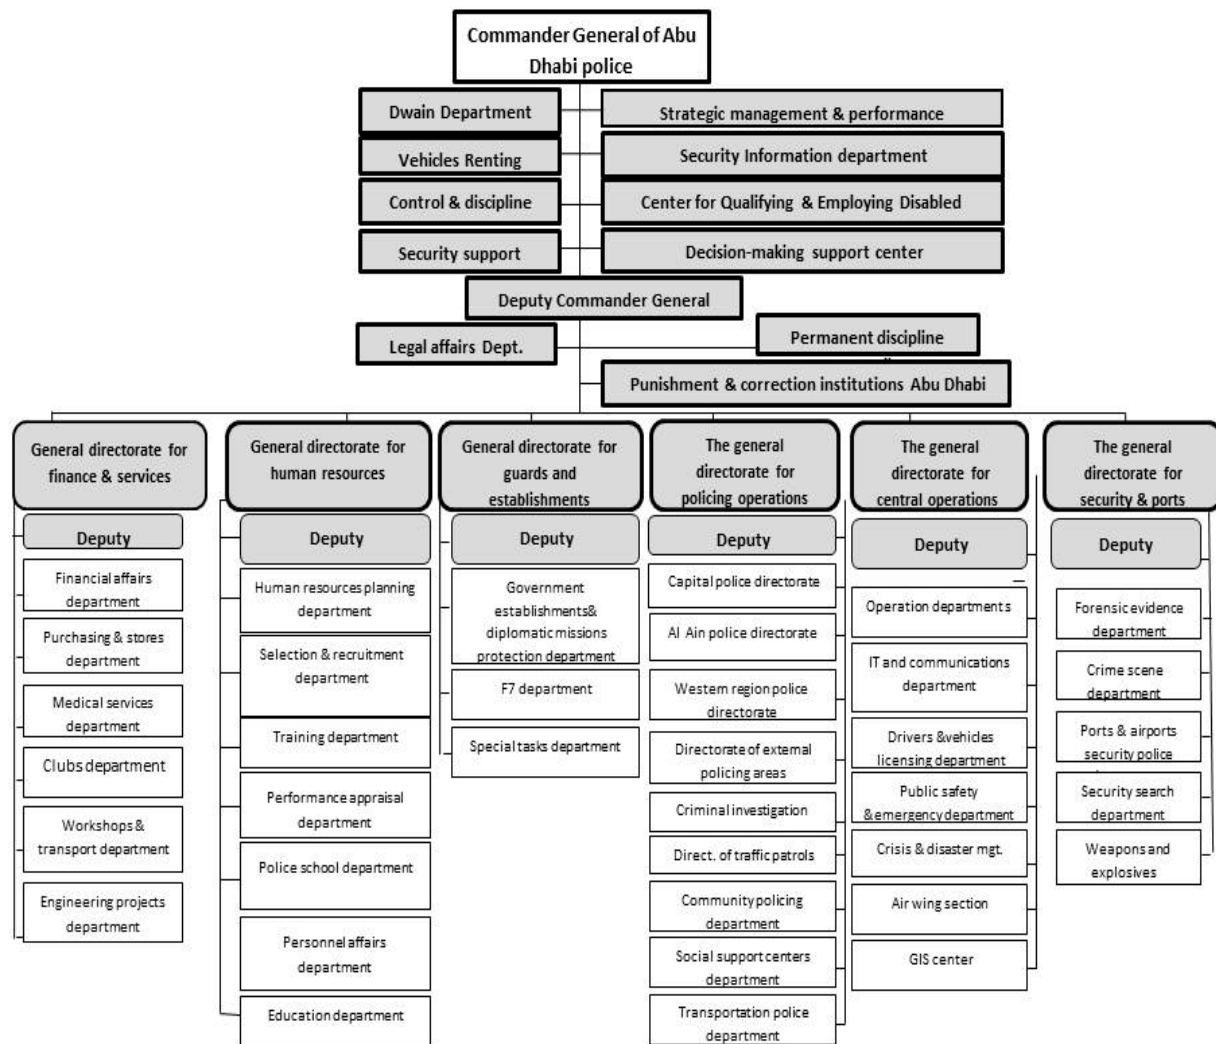 Commander General of Abu
Dhabi police
Dwain Department
Strategic management & performance
Vehicles Renting
Security Information department
Control & discipline
Center for Qualifying & Employing Disabled
Security support
Decision-making support center
Deputy Commander General
Legal affairs Dept.
Permanent discipline
Punishment & correction institutions Abu Dhabi
General directorate for
finance & services
Deputy
Financial affairs
department
Purchasing & stores
department
Medical services
department
Clubs department
Workshops &
transport department
Engineering projects
department
General directorate for
human resources
Deputy
Human resources planning
department
Selection & recruitment
department
Training department
Performance appraisal
department
Police school department
Personnel affairs
department
Education department
General directorate for
guards and
establishments
Deputy
Government
establishments&
diplomatic missions
protection department
F7 department
Special tasks department
The general
directorate for
policing operations
Deputy
Capital police directorate
Al Ain police directorate
Western region police
directorate
Directorate of external
policing areas
Criminal investigation
Direct. of traffic patrols
Community policing
department
Social support centers
department
Transportation police
department
The general
directorate for
central operations
Deputy
Operation departments
IT and communications
department
Drivers &vehicles
licensing department
Public safety
& emergency department
Crisis & disaster mgt.
Air wing section
GIS center
The general
directorate for
security & ports
Deputy
Forensic evidence
department
Crime scene
department
Ports & airports
security police
Security search
department
Weapons and
explosives